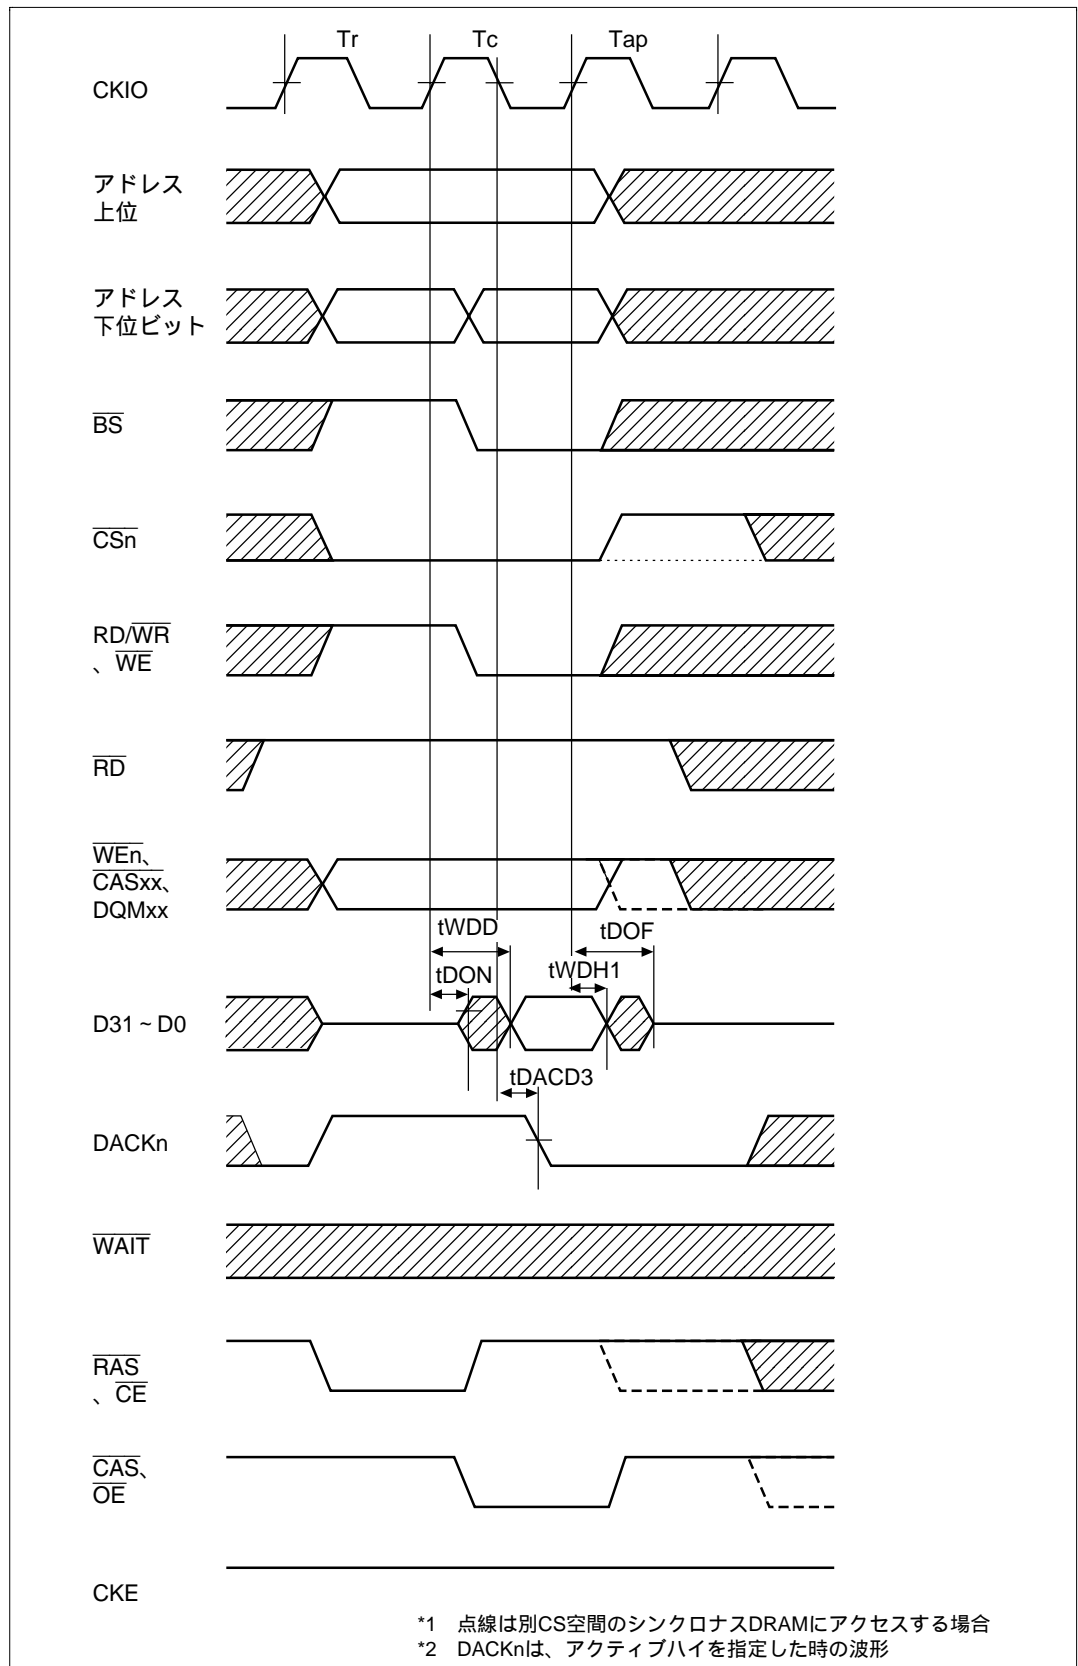 Tr Tc Tap
CKIO
アドレス
上位
アドレス
下位ビット
BS
CSn
RD/WR
、WE
RD
WEn、
CASxx、
DQMxx
tWDD tDOF
tDON tWDH1
D31 ~ D0
tDACD3
DACKn
WAIT
RAS
、CE
CAS、
OE
CKE
*1 点線は別CS空間のシンクロナスDRAMにアクセスする場合
*2 DACKnは、アクティブハイを指定した時の波形